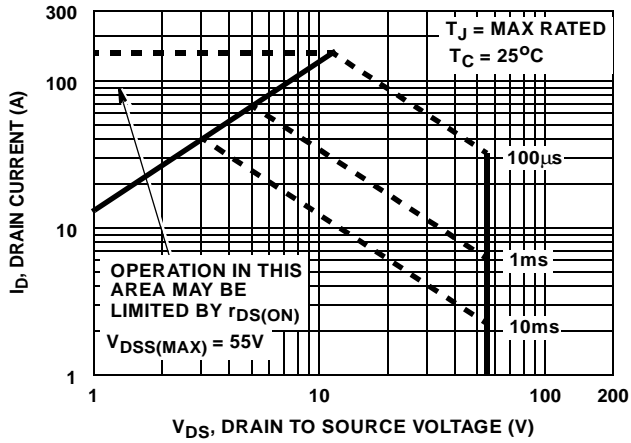 300
100
10
1
I_D, DRAIN CURRENT (A)
T_J = MAX RATED
T_C = 25°C
100µs
1ms
10ms
OPERATION IN THIS
AREA MAY BE
LIMITED BY r_DS(ON)
V_DSS(MAX) = 55V
1
10
100
200
V_DS, DRAIN TO SOURCE VOLTAGE (V)